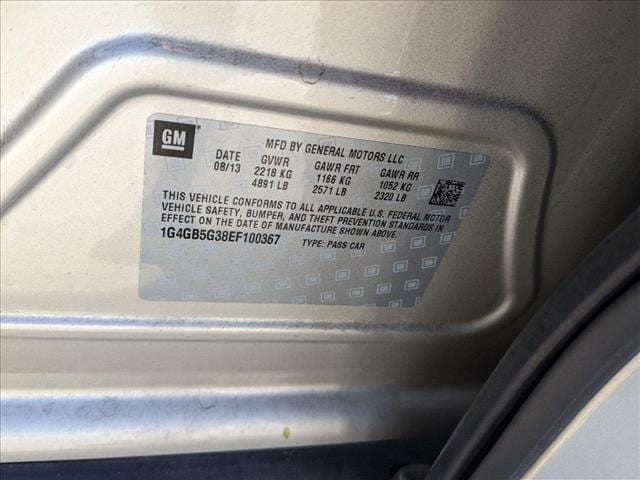 GM
MFD BY GENERAL MOTORS LLC
DATE GVWR GAWR FRT GAWR RR
08/13 2218 KG 1166 KG 1052 KG
4891 LB 2571 LB 2320 LB
THIS VEHICLE CONFORMS TO ALL APPLICABLE U.S. FEDERAL MOTOR
VEHICLE SAFETY, BUMPER, AND THEFT PREVENTION STANDARDS IN
EFFECT ON THE DATE OF MANUFACTURE SHOWN ABOVE.
1G4GB5G38EF100367 TYPE: PASS CAR